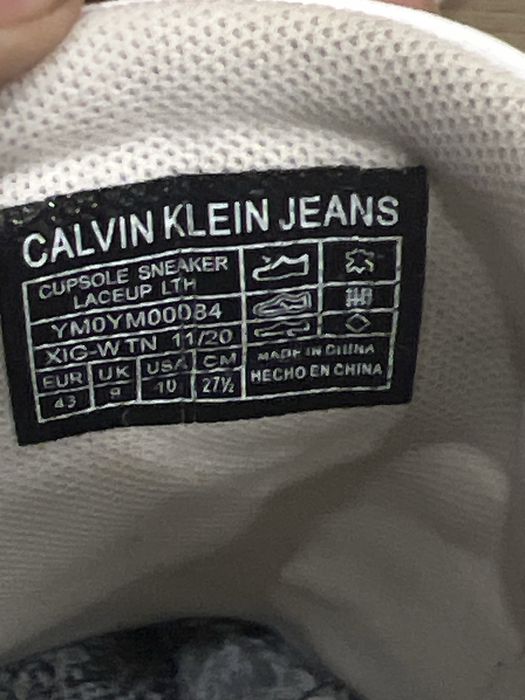 CALVIN KLEIN JEANS
CUPSOLE SNEAKER
LACEUP LTH
YM0YM00084
XIG-W TN 11/20
EUR UK USA CM
43 9 10 27½
MADE IN CHINA
HECHO EN CHINA